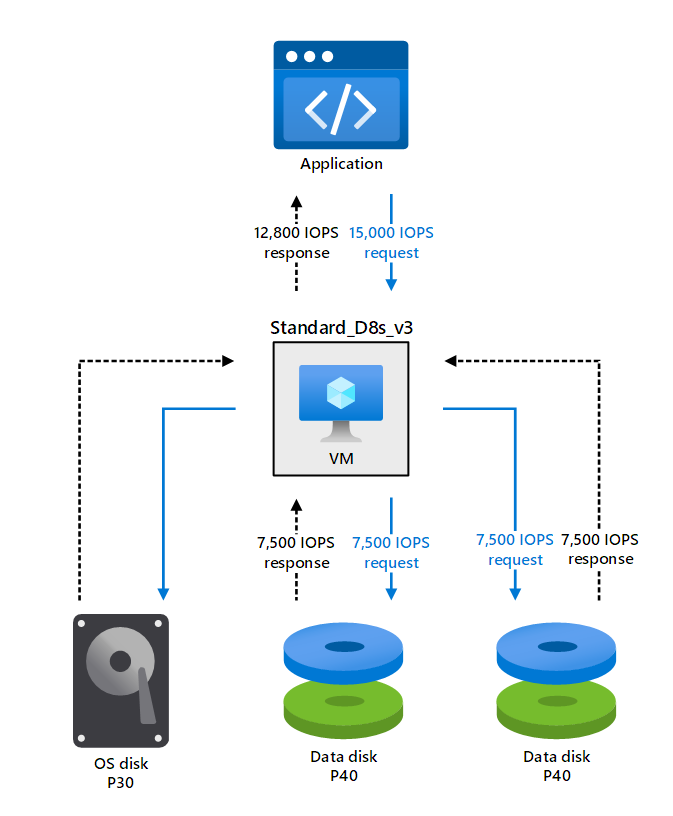 Application
12,800 IOPS
response
15,000 IOPS
request
Standard_D8s_v3
VM
7,500 IOPS
response
7,500 IOPS
request
7,500 IOPS
request
7,500 IOPS
response
OS disk
P30
Data disk
P40
Data disk
P40